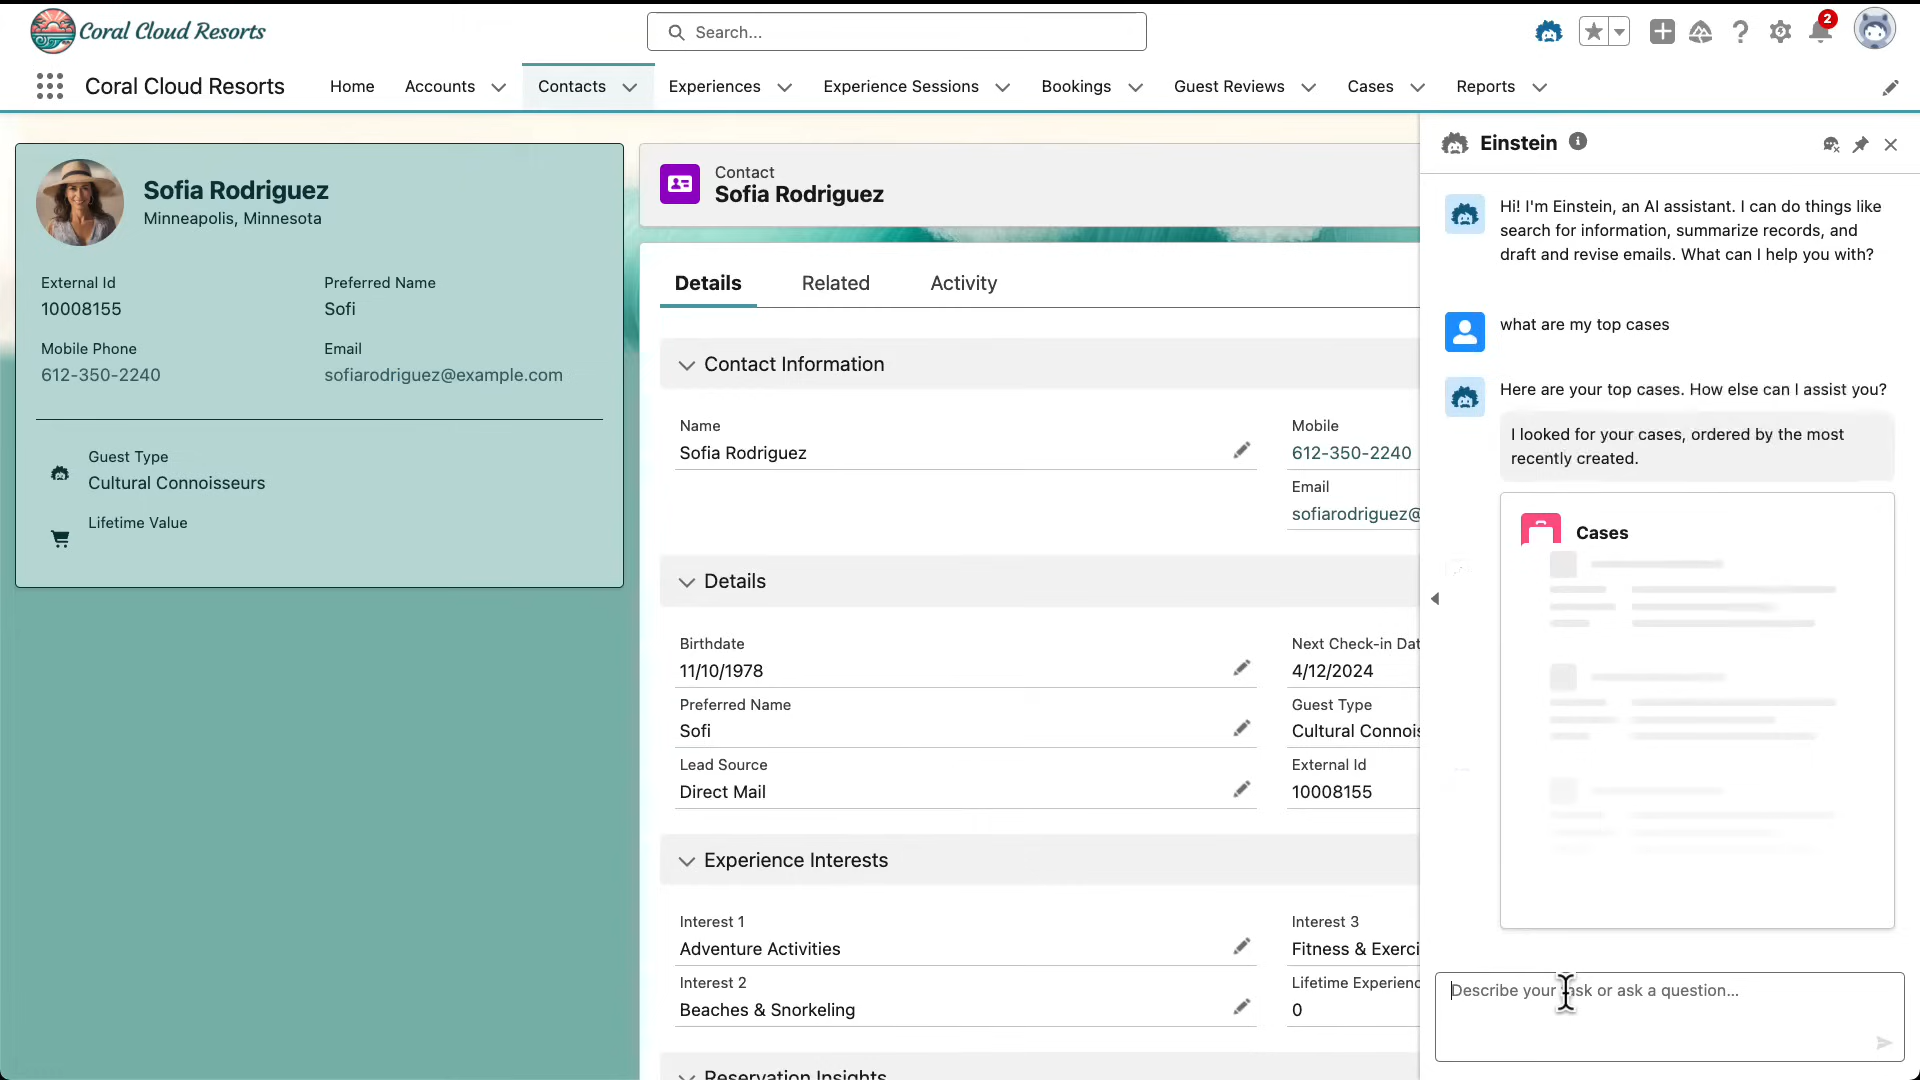 Coral Cloud Resorts
Search...
2
Coral Cloud Resorts
Home
Accounts
Contacts
Experiences
Experience Sessions
Bookings
Guest Reviews
Cases
Reports
Sofia Rodriguez
Minneapolis, Minnesota
External Id
10008155
Preferred Name
Sofi
Mobile Phone
612-350-2240
Email
sofiarodriguez@example.com
Guest Type
Cultural Connoisseurs
Lifetime Value
Contact
Sofia Rodriguez
Details
Related
Activity
Contact Information
Name
Sofia Rodriguez
Mobile
612-350-2240
Email
sofiarodriguez@
Details
Birthdate
11/10/1978
Next Check-in Dat
4/12/2024
Preferred Name
Sofi
Guest Type
Cultural Connois
Lead Source
Direct Mail
External Id
10008155
Experience Interests
Interest 1
Adventure Activities
Interest 3
Fitness & Exerci
Interest 2
Beaches & Snorkeling
Lifetime Experienc
0
Reservation Insights
Einstein
Hi! I'm Einstein, an AI assistant. I can do things like
search for information, summarize records, and
draft and revise emails. What can I help you with?
what are my top cases
Here are your top cases. How else can I assist you?
I looked for your cases, ordered by the most
recently created.
Cases
Describe your task or ask a question...